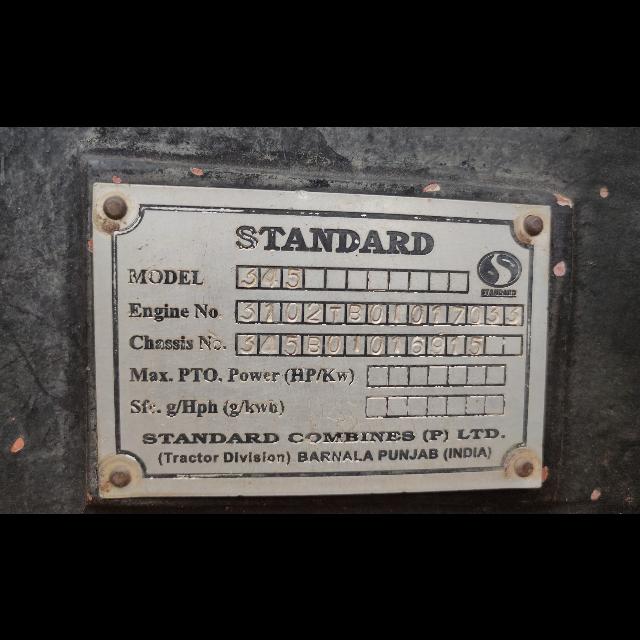 STANDARD
MODEL 345
STANDARD
Engine No 3102TB01017033
Chassis No. 345B01016915
Max. PTO. Power (HP/Kw)
Sfc. g/Hph (g/kwh)
STANDARD COMBINES (P) LTD.
(Tractor Division) BARNALA PUNJAB (INDIA)